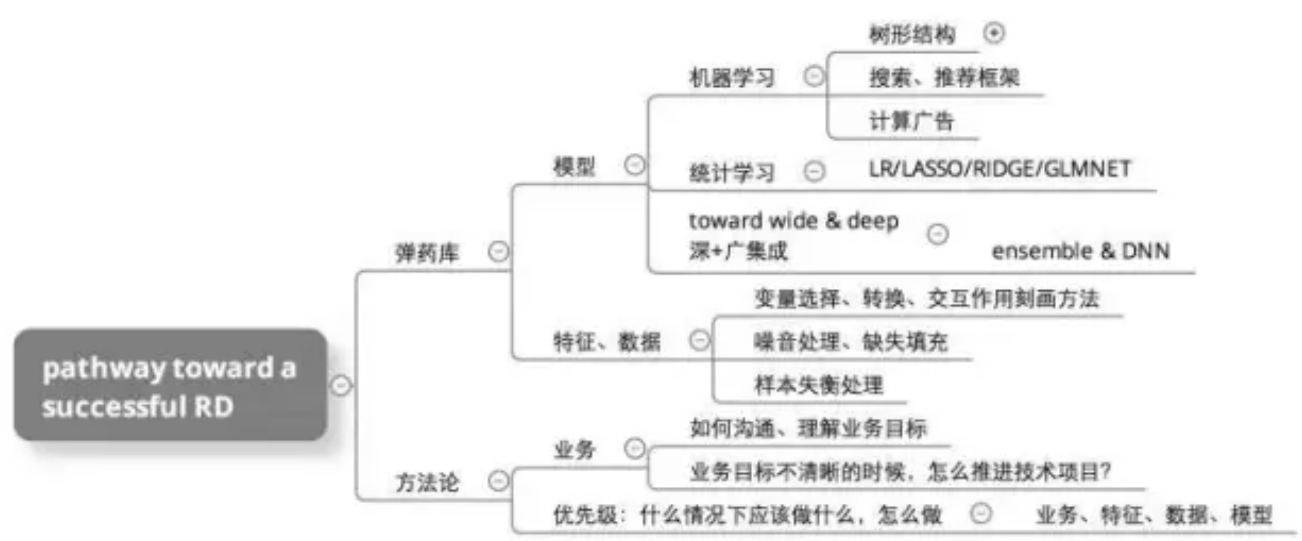 pathway toward a
successful RD
弹药库
模型
机器学习
树形结构
搜索、推荐框架
计算广告
统计学习
LR/LASSO/RIDGE/GLMNET
toward wide & deep
深+广集成
ensemble & DNN
特征、数据
变量选择、转换、交互作用刻画方法
噪音处理、缺失填充
样本失衡处理
方法论
业务
如何沟通、理解业务目标
业务目标不清晰的时候，怎么推进技术项目？
优先级：什么情况下应该做什么，怎么做
业务、特征、数据、模型